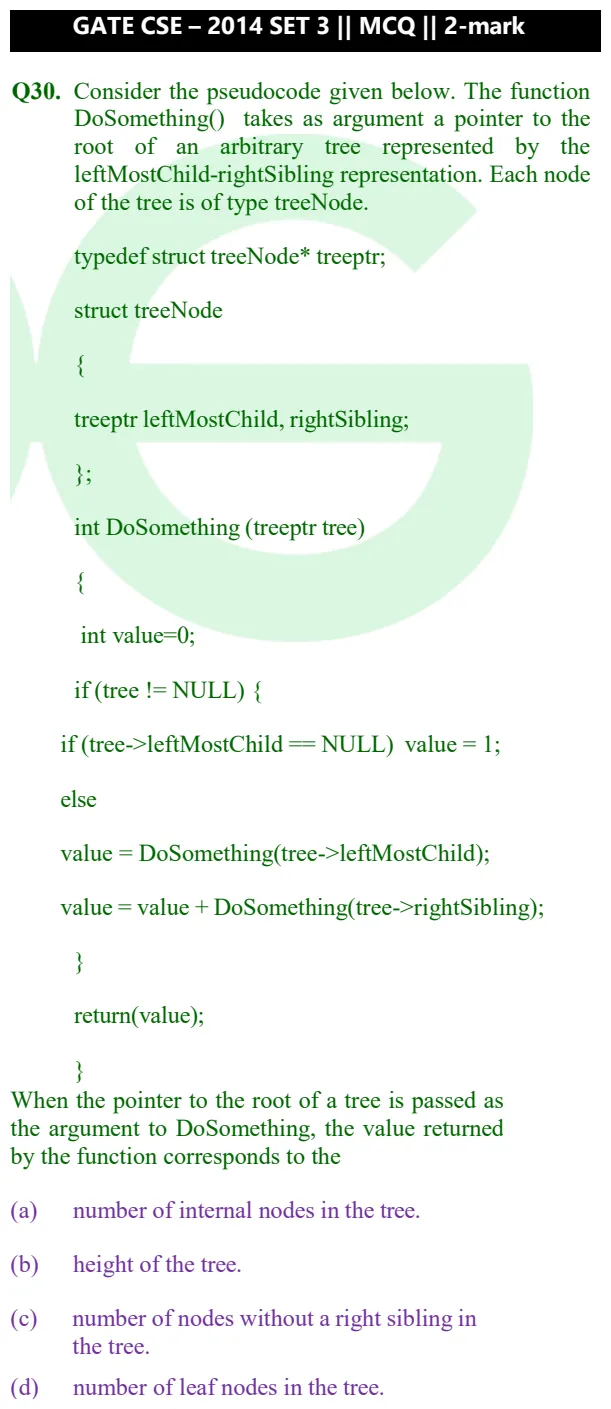 GATE CSE – 2014 SET 3 || MCQ || 2-mark
Q30. Consider the pseudocode given below. The function
DoSomething() takes as argument a pointer to the
root of an arbitrary tree represented by the
leftMostChild-rightSibling representation. Each node
of the tree is of type treeNode.
typedef struct treeNode* treeptr;
struct treeNode
{
treeptr leftMostChild, rightSibling;
};
int DoSomething (treeptr tree)
{
int value=0;
if (tree != NULL) {
if (tree->leftMostChild == NULL) value = 1;
else
value = DoSomething(tree->leftMostChild);
value = value + DoSomething(tree->rightSibling);
}
return(value);
}
When the pointer to the root of a tree is passed as
the argument to DoSomething, the value returned
by the function corresponds to the
(a) number of internal nodes in the tree.
(b) height of the tree.
(c) number of nodes without a right sibling in
the tree.
(d) number of leaf nodes in the tree.